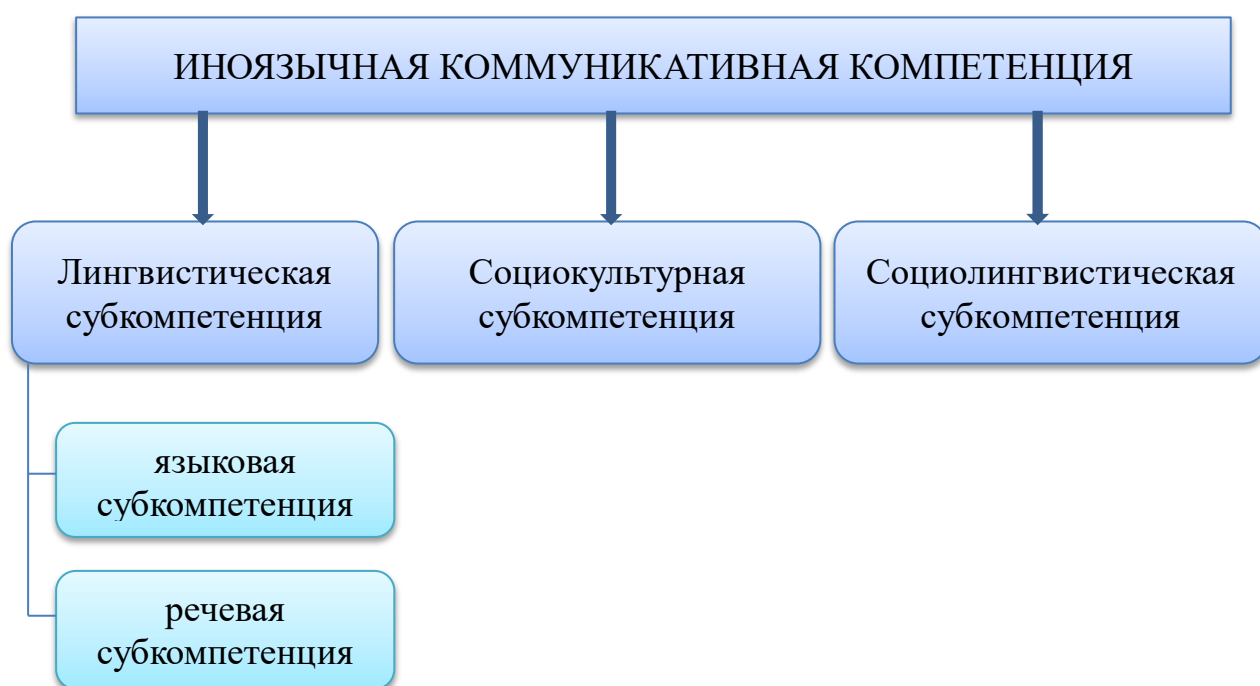 ИНОЯЗЫЧНАЯ КОММУНИКАТИВНАЯ КОМПЕТЕНЦИЯ
Лингвистическая
субкомпетенция
Социокультурная
субкомпетенция
Социолингвистическая
субкомпетенция
языковая
субкомпетенция
речевая
субкомпетенция